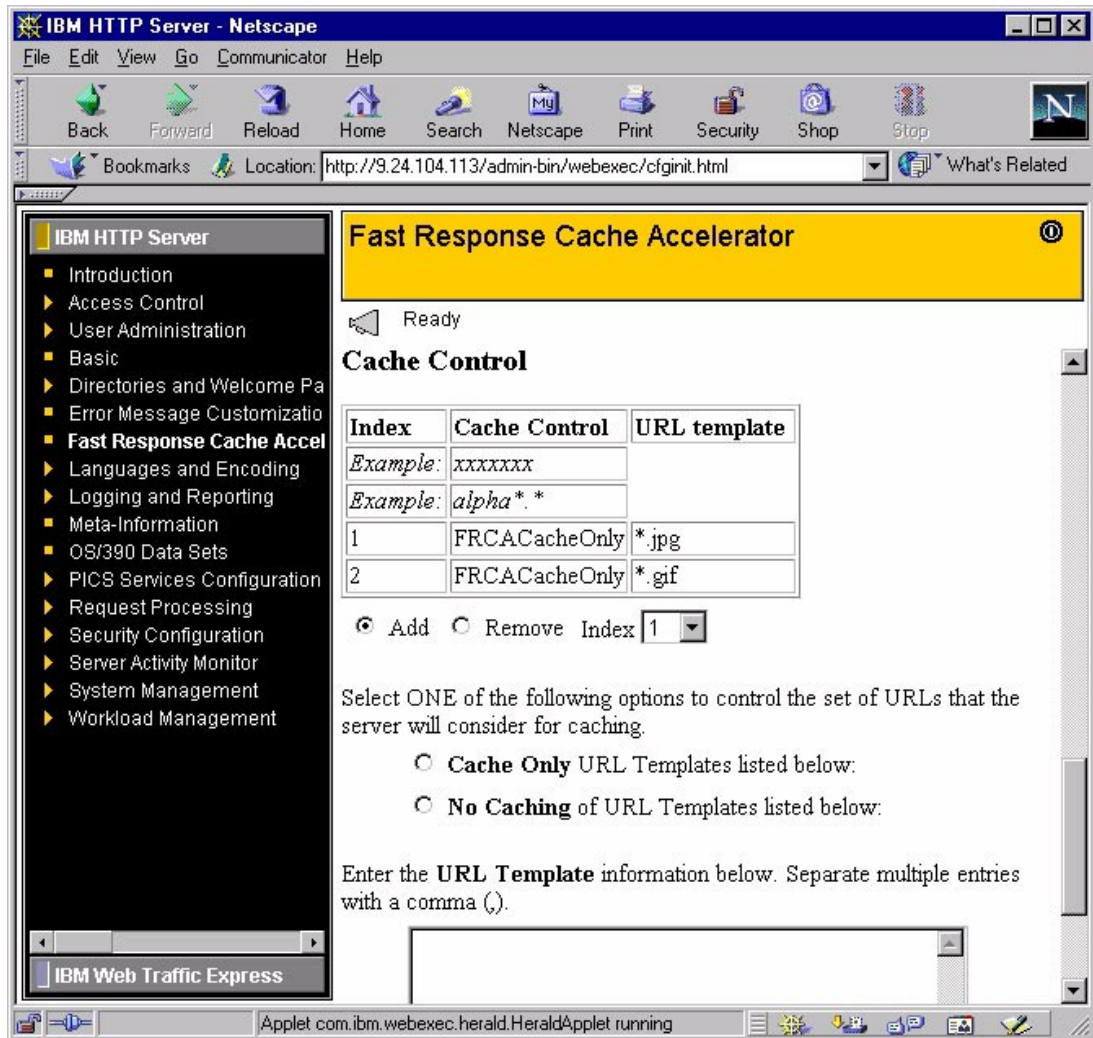 IBM HTTP Server - Netscape
File Edit View Go Communicator Help
Back Forward Reload Home Search Netscape Print Security Shop Stop
My
N
Bookmarks Location: http://9.24.104.113/admin-bin/webexec/cfginit.html What's Related
IBM HTTP Server
Introduction
Access Control
User Administration
Basic
Directories and Welcome Pa
Error Message Customizatio
Fast Response Cache Accel
Languages and Encoding
Logging and Reporting
Meta-Information
OS/390 Data Sets
PICS Services Configuration
Request Processing
Security Configuration
Server Activity Monitor
System Management
Workload Management
IBM Web Traffic Express
Fast Response Cache Accelerator
Ready
Cache Control
Index Cache Control URL template
Example: xxxxxxx
Example: alpha*.*
1 FRCACacheOnly *.jpg
2 FRCACacheOnly *.gif
Add Remove Index 1
Select ONE of the following options to control the set of URLs that the
server will consider for caching.
Cache Only URL Templates listed below:
No Caching of URL Templates listed below:
Enter the URL Template information below. Separate multiple entries
with a comma (,).
Applet com.ibm.webexec.herald.HeraldApplet running